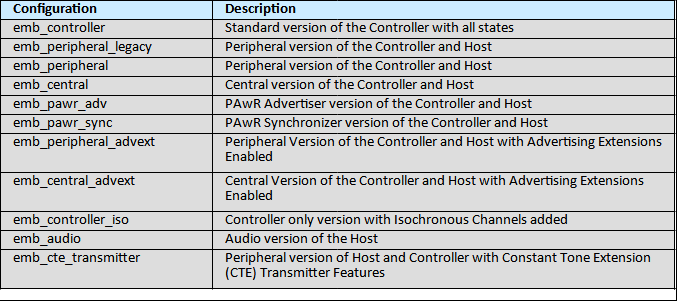 Configuration Description
emb_controller Standard version of the Controller with all states
emb_peripheral_legacy Peripheral version of the Controller and Host
emb_peripheral Peripheral version of the Controller and Host
emb_central Central version of the Controller and Host
emb_pawr_adv PAwR Advertiser version of the Controller and Host
emb_pawr_sync PAwR Synchronizer version of the Controller and Host
emb_peripheral_advext Peripheral Version of the Controller and Host with Advertising Extensions
Enabled
emb_central_advext Central Version of the Controller and Host with Advertising Extensions
Enabled
emb_controller_iso Controller only version with Isochronous Channels added
emb_audio Audio version of the Host
emb_cte_transmitter Peripheral version of Host and Controller with Constant Tone Extension
(CTE) Transmitter Features